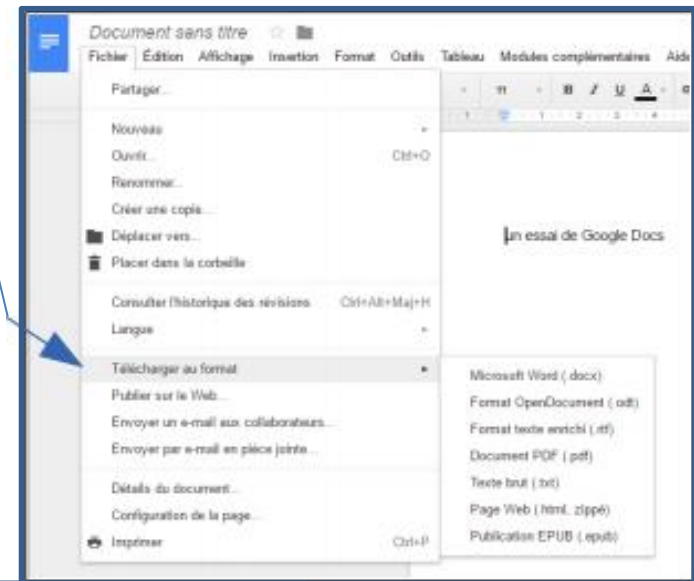 Document sans titre
Fichier Édition Affichage Insertion Format Outils Tableau Modules complémentaires Aide
Partager...
11 B I U A
Nouveau
Ouvrir... Ctrl+O
Renommer...
Créer une copie...
Déplacer vers...
Placer dans la corbeille
un essai de Google Docs
Consulter l'historique des révisions Ctrl+Alt+Maj+H
Langue
Télécharger au format
Microsoft Word (.docx)
Publier sur le Web...
Format OpenDocument (.odt)
Envoyer un e-mail aux collaborateurs...
Format texte enrichi (.rtf)
Envoyer par e-mail en pièce jointe...
Document PDF (.pdf)
Détails du document...
Texte brut (.txt)
Configuration de la page...
Page Web (.html, zippé)
Imprimer Ctrl+P
Publication EPUB (.epub)